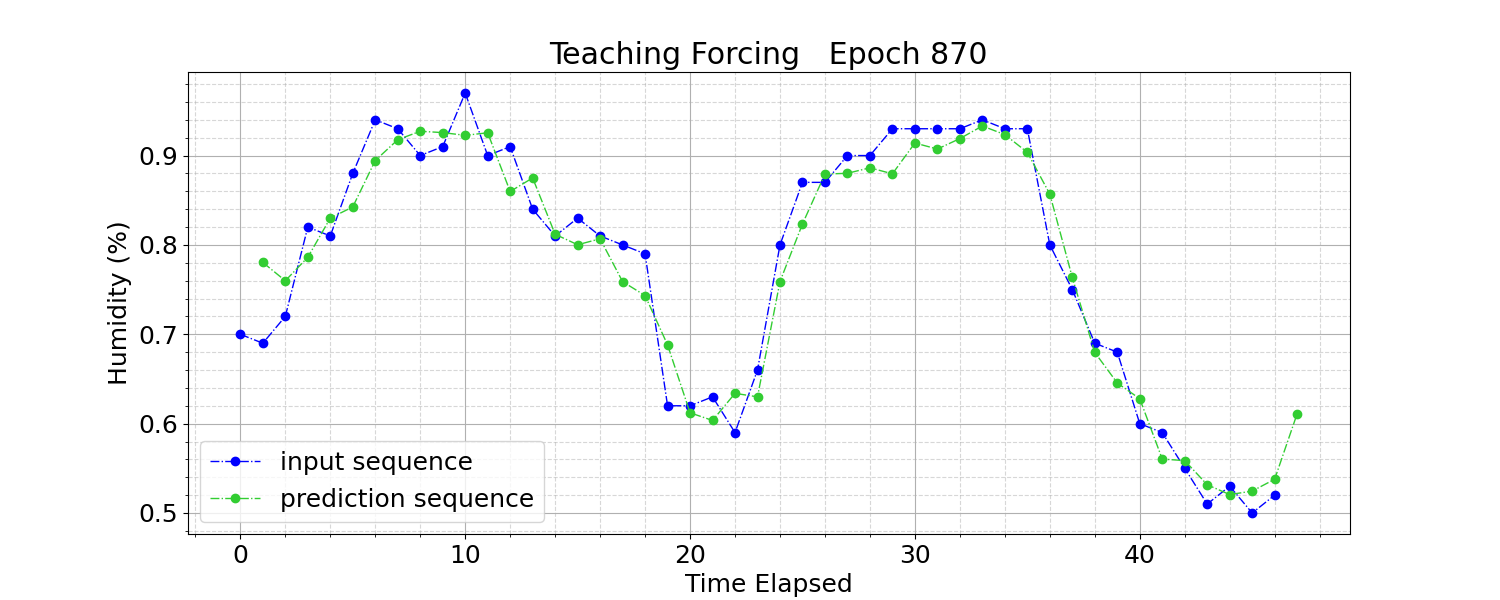 Teaching Forcing   Epoch 870
Humidity (%)
0.9
0.8
0.7
0.6
0.5
input sequence
prediction sequence
0 10 20 30 40
Time Elapsed